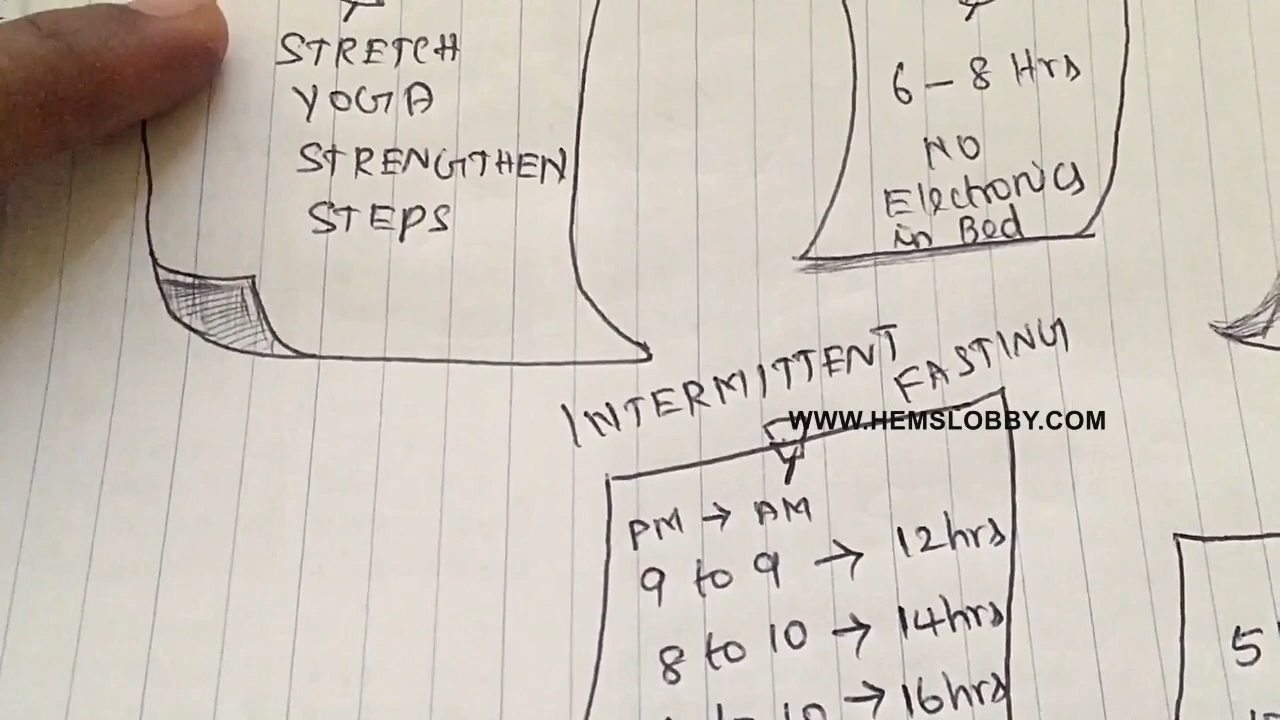 STRETCH
YOGA
STRENGTHEN
STEPS
6 – 8 Hrs
NO
Electronics
in Bed
INTERMITTENT
FASTING
WWW.HEMSLOBBY.COM
PM → AM
9 to 9 → 12hrs
8 to 10 → 14hrs
→ 16hrs
5